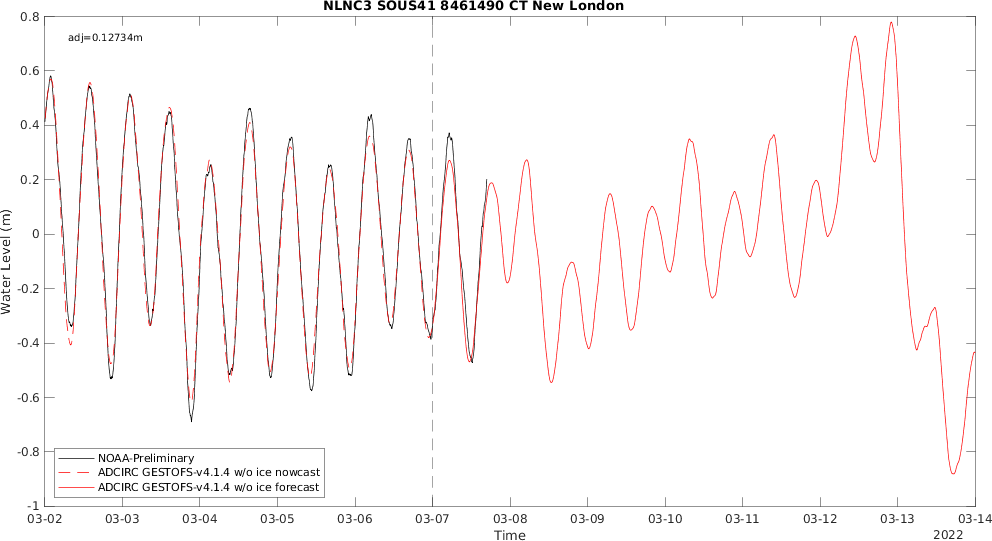 NLNC3 SOUS41 8461490 CT New London
adj=0.12734m
0.8
0.6
0.4
0.2
0
-0.2
-0.4
-0.6
-0.8
-1
Water Level (m)
NOAA-Preliminary
ADCIRC GESTOFS-v4.1.4 w/o ice nowcast
ADCIRC GESTOFS-v4.1.4 w/o ice forecast
03-02 03-03 03-04 03-05 03-06 03-07 03-08 03-09 03-10 03-11 03-12 03-13 03-14
Time
2022